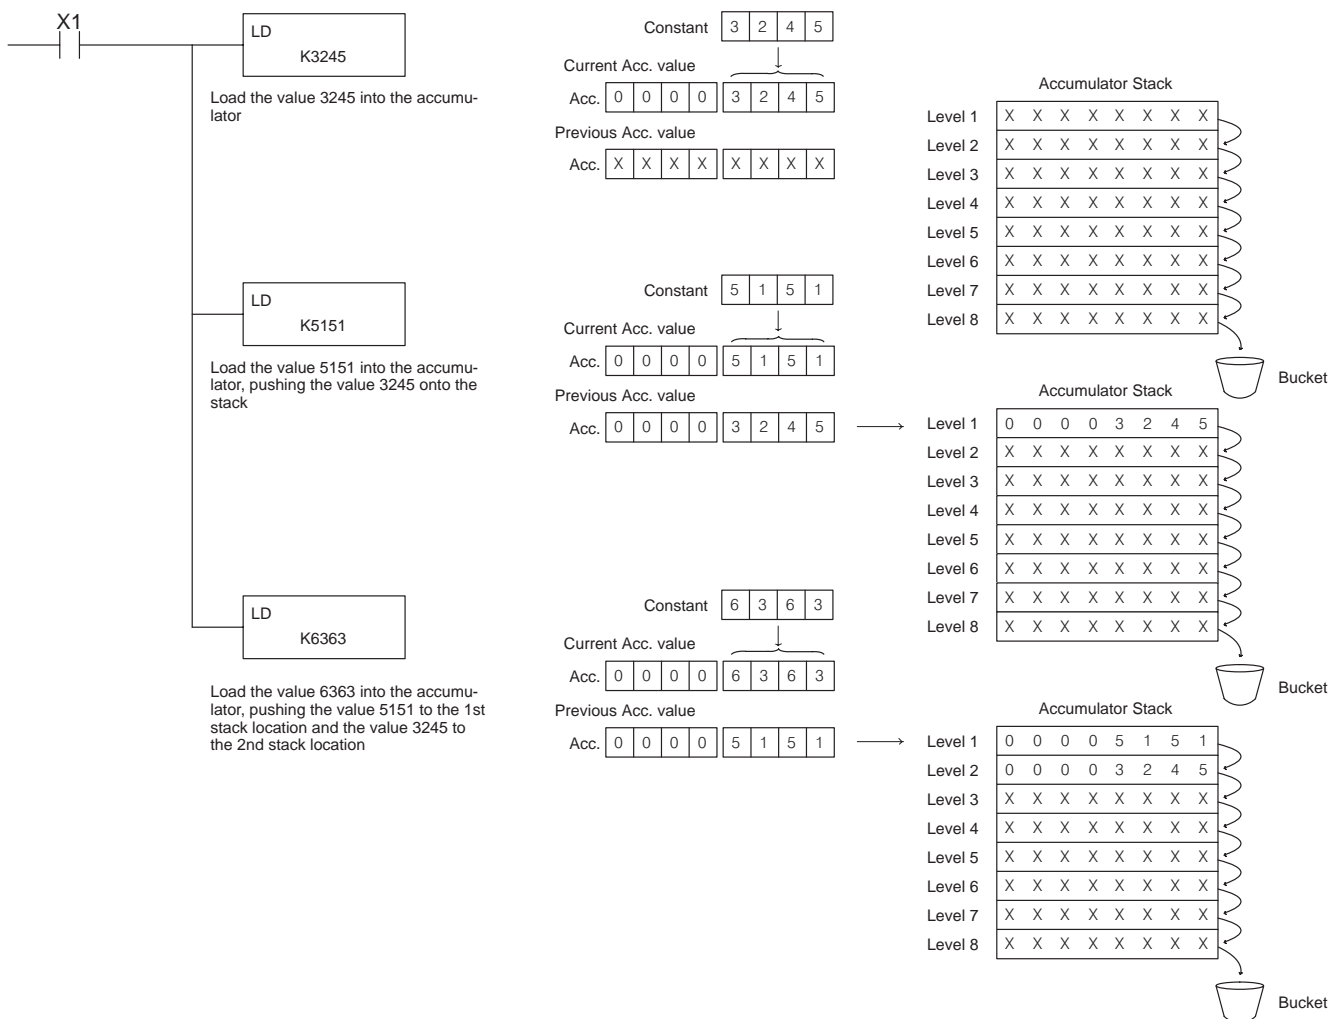 X1
LD
K3245
Load the value 3245 into the accumu-
lator
Constant 3 2 4 5
Current Acc. value
Acc. 0 0 0 0 3 2 4 5
Previous Acc. value
Acc. X X X X X X X X
Accumulator Stack
Level 1 X X X X X X X X
Level 2 X X X X X X X X
Level 3 X X X X X X X X
Level 4 X X X X X X X X
Level 5 X X X X X X X X
Level 6 X X X X X X X X
Level 7 X X X X X X X X
Level 8 X X X X X X X X
Bucket
LD
K5151
Load the value 5151 into the accumu-
lator, pushing the value 3245 onto the
stack
Constant 5 1 5 1
Current Acc. value
Acc. 0 0 0 0 5 1 5 1
Previous Acc. value
Acc. 0 0 0 0 3 2 4 5
Accumulator Stack
Level 1 0 0 0 0 3 2 4 5
Level 2 X X X X X X X X
Level 3 X X X X X X X X
Level 4 X X X X X X X X
Level 5 X X X X X X X X
Level 6 X X X X X X X X
Level 7 X X X X X X X X
Level 8 X X X X X X X X
Bucket
LD
K6363
Load the value 6363 into the accumu-
lator, pushing the value 5151 to the 1st
stack location and the value 3245 to
the 2nd stack location
Constant 6 3 6 3
Current Acc. value
Acc. 0 0 0 0 6 3 6 3
Previous Acc. value
Acc. 0 0 0 0 5 1 5 1
Accumulator Stack
Level 1 0 0 0 0 5 1 5 1
Level 2 0 0 0 0 3 2 4 5
Level 3 X X X X X X X X
Level 4 X X X X X X X X
Level 5 X X X X X X X X
Level 6 X X X X X X X X
Level 7 X X X X X X X X
Level 8 X X X X X X X X
Bucket